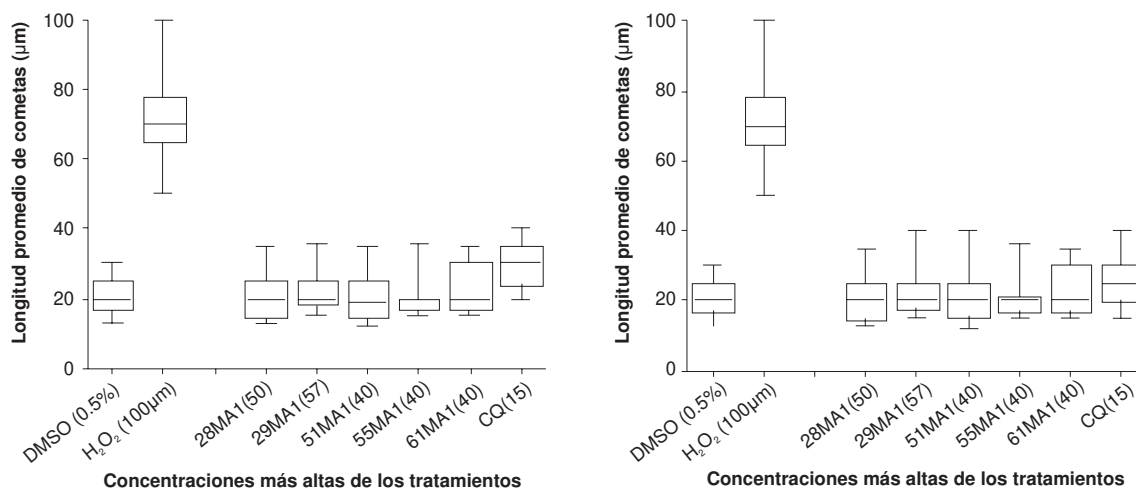 Longitud promedio de cometas (µm)
100
80
60
40
20
0
DMSO (0.5%)
H₂O₂ (100µm)
28MA1(50)
29MA1(57)
51MA1(40)
55MA1(40)
61MA1(40)
CQ(15)
Concentraciones más altas de los tratamientos
Longitud promedio de cometas (µm)
100
80
60
40
20
0
DMSO (0.5%)
H₂O₂ (100µm)
28MA1(50)
29MA1(57)
51MA1(40)
55MA1(40)
61MA1(40)
CQ(15)
Concentraciones más altas de los tratamientos